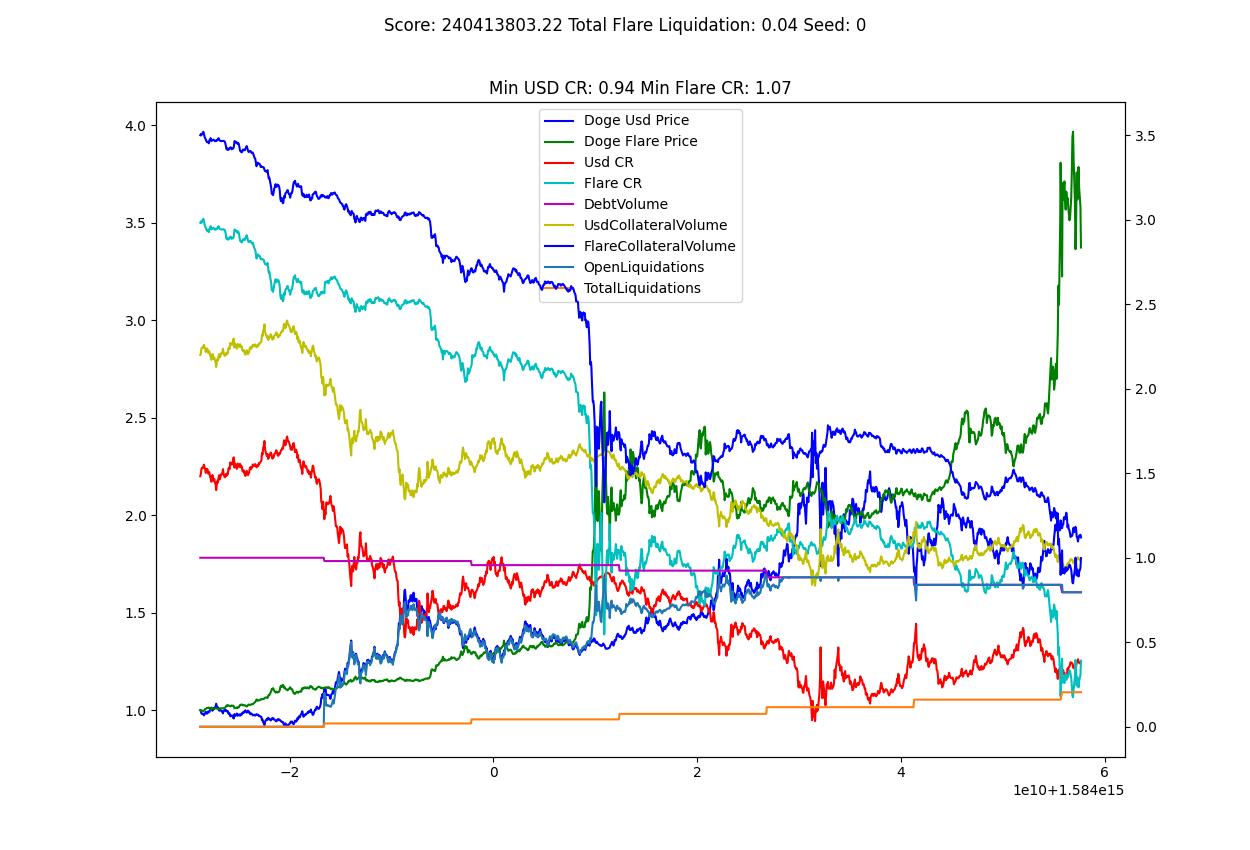 Score: 240413803.22 Total Flare Liquidation: 0.04 Seed: 0
Min USD CR: 0.94 Min Flare CR: 1.07
Doge Usd Price
Doge Flare Price
Usd CR
Flare CR
DebtVolume
UsdCollateralVolume
FlareCollateralVolume
OpenLiquidations
TotalLiquidations
4.0
3.5
3.0
2.5
2.0
1.5
1.0
3.5
3.0
2.5
2.0
1.5
1.0
0.5
0.0
−2 0 2 4 6
1e10+1.584e15